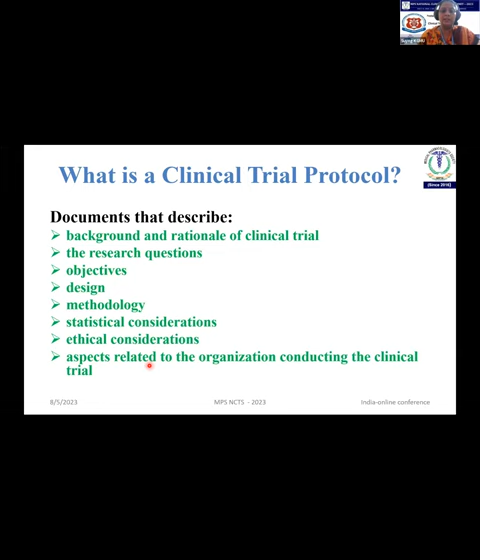 What is a Clinical Trial Protocol?
(Since 2016)
Documents that describe:
➢ background and rationale of clinical trial
➢ the research questions
➢ objectives
➢ design
➢ methodology
➢ statistical considerations
➢ ethical considerations
➢ aspects related to the organization conducting the clinical
trial
8/5/2023
MPS NCTS - 2023
India-online conference